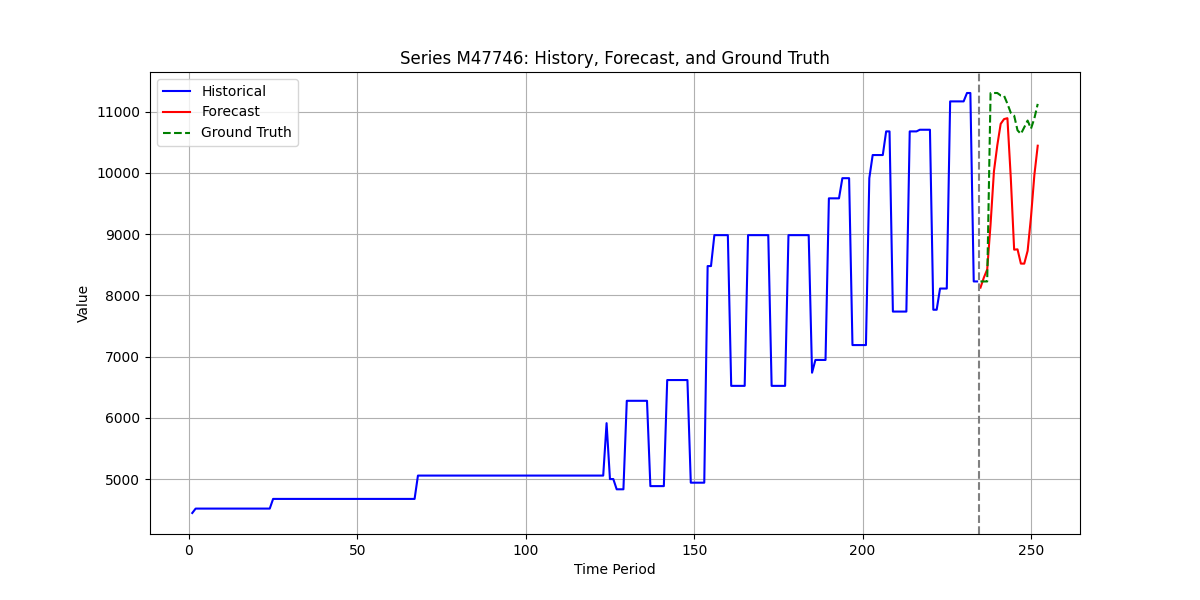 Series M47746: History, Forecast, and Ground Truth
Historical
Forecast
Ground Truth
11000
10000
9000
8000
7000
6000
5000
Value
0 50 100 150 200 250
Time Period